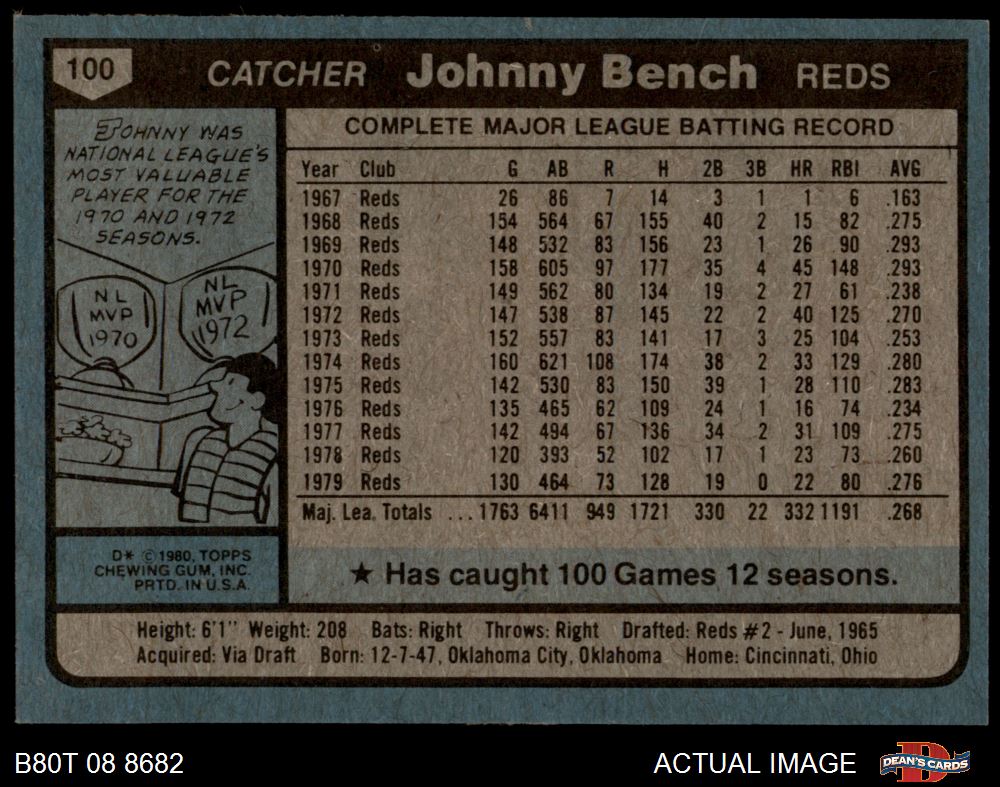 100 CATCHER Johnny Bench REDS
JOHNNY WAS
NATIONAL LEAGUE'S
MOST VALUABLE
PLAYER FOR THE
1970 AND 1972
SEASONS.
NL
MVP
1970
NL
MVP
1972
D* © 1980, TOPPS
CHEWING GUM, INC.
PRTD. IN U.S.A.
COMPLETE MAJOR LEAGUE BATTING RECORD
Year Club G AB R H 2B 3B HR RBI AVG
1967 Reds 26 86 7 14 3 1 1 6 .163
1968 Reds 154 564 67 155 40 2 15 82 .275
1969 Reds 148 532 83 156 23 1 26 90 .293
1970 Reds 158 605 97 177 35 4 45 148 .293
1971 Reds 149 562 80 134 19 2 27 61 .238
1972 Reds 147 538 87 145 22 2 40 125 .270
1973 Reds 152 557 83 141 17 3 25 104 .253
1974 Reds 160 621 108 174 38 2 33 129 .280
1975 Reds 142 530 83 150 39 1 28 110 .283
1976 Reds 135 465 62 109 24 1 16 74 .234
1977 Reds 142 494 67 136 34 2 31 109 .275
1978 Reds 120 393 52 102 17 1 23 73 .260
1979 Reds 130 464 73 128 19 0 22 80 .276
Maj. Lea. Totals ... 1763 6411 949 1721 330 22 332 1191 .268
★ Has caught 100 Games 12 seasons.
Height: 6'1" Weight: 208 Bats: Right Throws: Right Drafted: Reds #2 - June, 1965
Acquired: Via Draft Born: 12-7-47, Oklahoma City, Oklahoma Home: Cincinnati, Ohio
B80T 08 8682 ACTUAL IMAGE DEAN'S CARDS